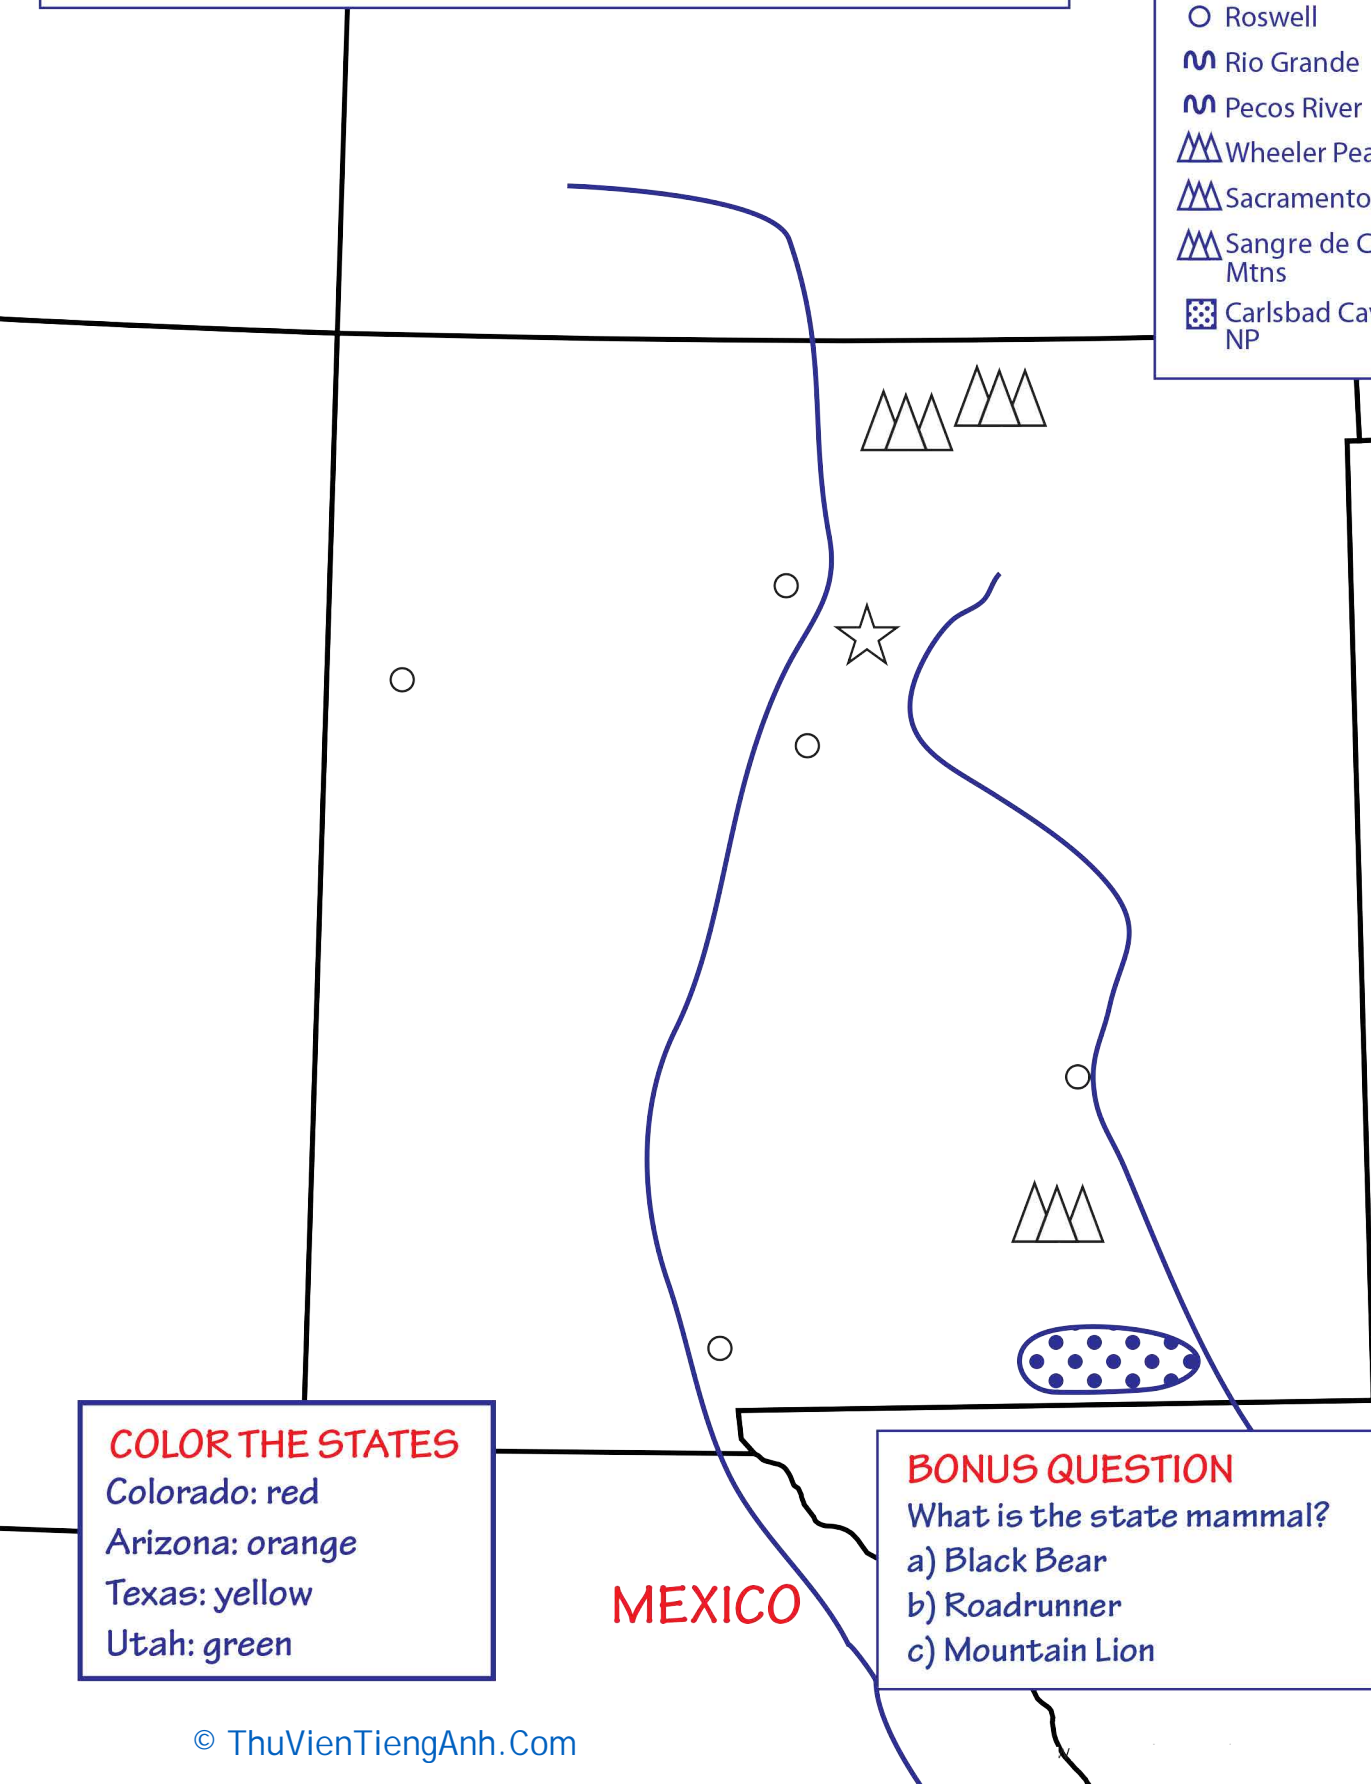 Roswell
Rio Grande
Pecos River
Wheeler
Sacramento
Sangre de
Mtns
Carlsbad
NP
COLOR THE STATES
Colorado: red
Arizona: orange
Texas: yellow
Utah: green
MEXICO
BONUS QUESTION
What is the state mammal?
a) Black Bear
b) Roadrunner
c) Mountain Lion
© ThuVienTiengAnh.Com